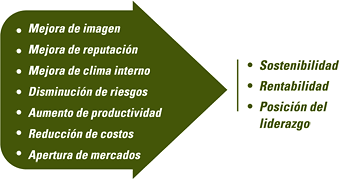 • Mejora de imagen
• Mejora de reputación
• Mejora de clima interno
• Disminución de riesgos
• Aumento de productividad
• Reducción de costos
• Apertura de mercados
• Sostenibilidad
• Rentabilidad
• Posición del
liderazgo